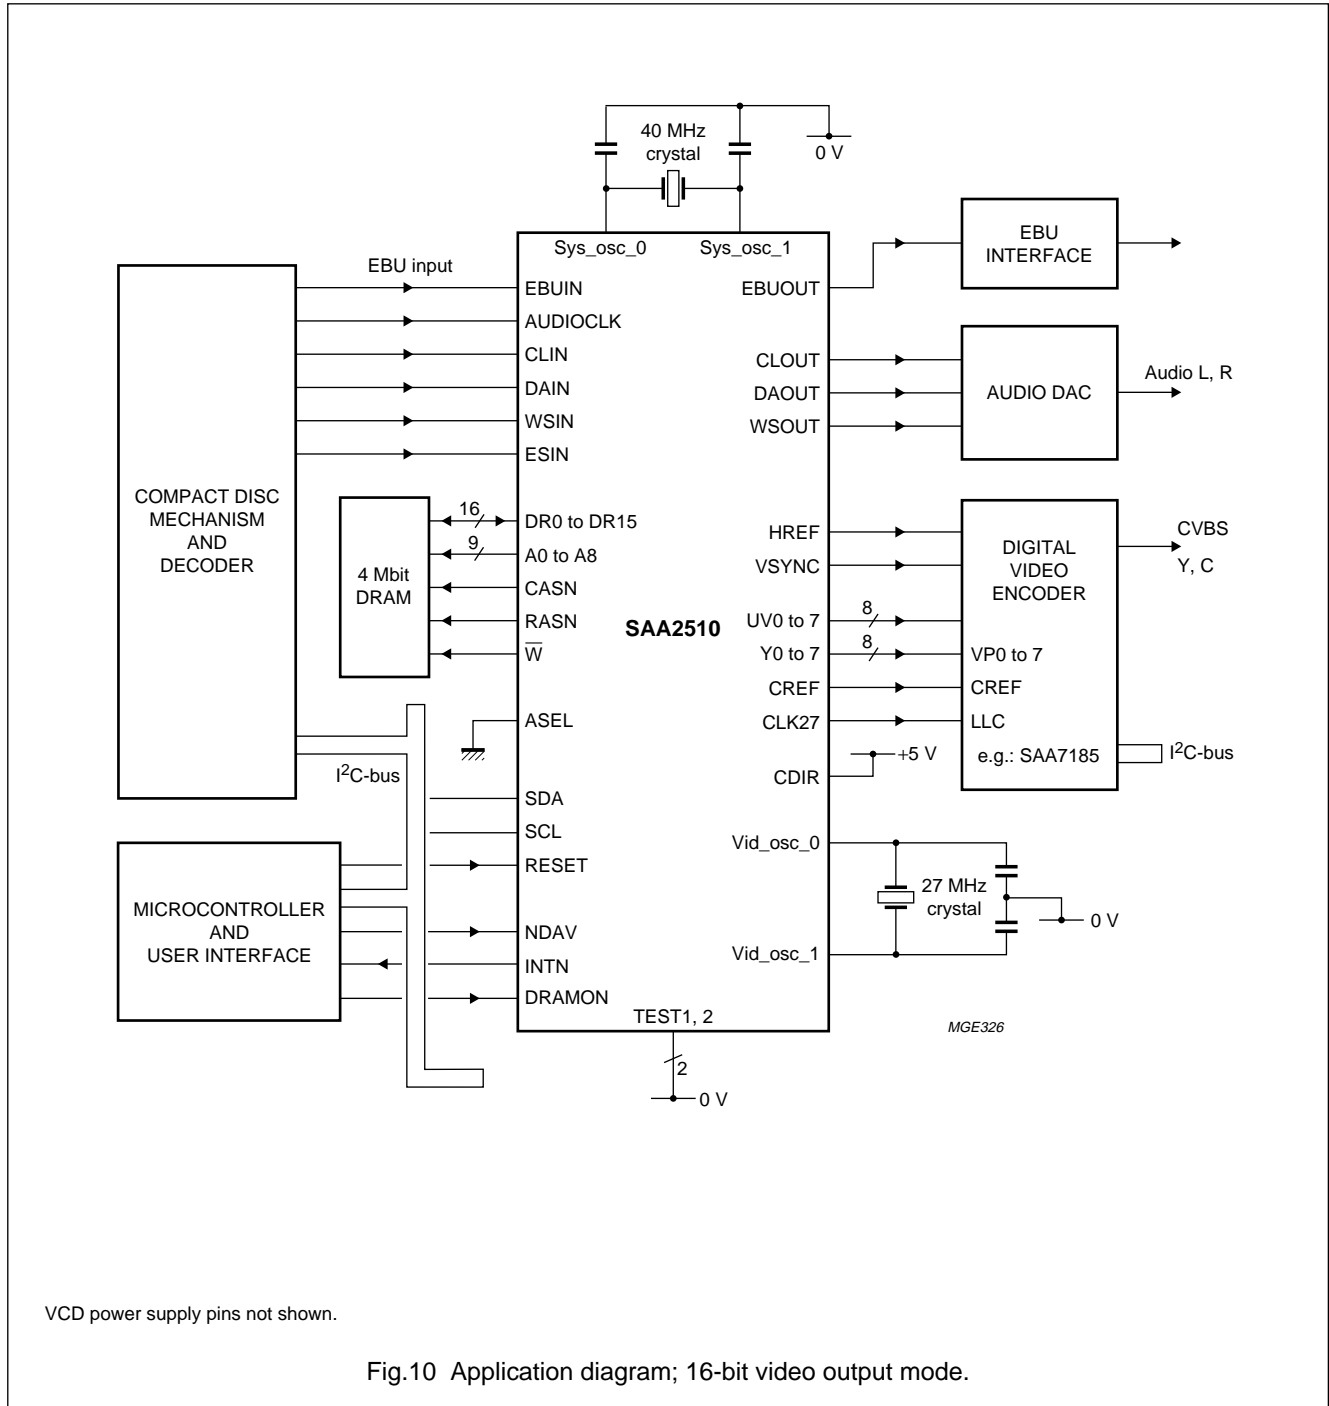 40 MHz
crystal
0 V
Sys_osc_0
Sys_osc_1
EBU input
EBUIN
AUDIOCLK
CLIN
DAIN
WSIN
ESIN
EBUOUT
EBU
INTERFACE
CLOUT
DAOUT
WSOUT
AUDIO DAC
Audio L, R
COMPACT DISC
MECHANISM
AND
DECODER
4 Mbit
DRAM
16
9
DR0 to DR15
A0 to A8
CASN
RASN
W̅
SAA2510
HREF
VSYNC
UV0 to 7
8
Y0 to 7
8
CREF
CLK27
DIGITAL
VIDEO
ENCODER
VP0 to 7
CREF
LLC
e.g.: SAA7185
CVBS
Y, C
I²C-bus
ASEL
I²C-bus
+5 V
CDIR
SDA
SCL
RESET
Vid_osc_0
27 MHz
crystal
0 V
Vid_osc_1
MICROCONTROLLER
AND
USER INTERFACE
NDAV
INTN
DRAMON
TEST1, 2
2
0 V
MGE326
VCD power supply pins not shown.
Fig.10 Application diagram; 16-bit video output mode.